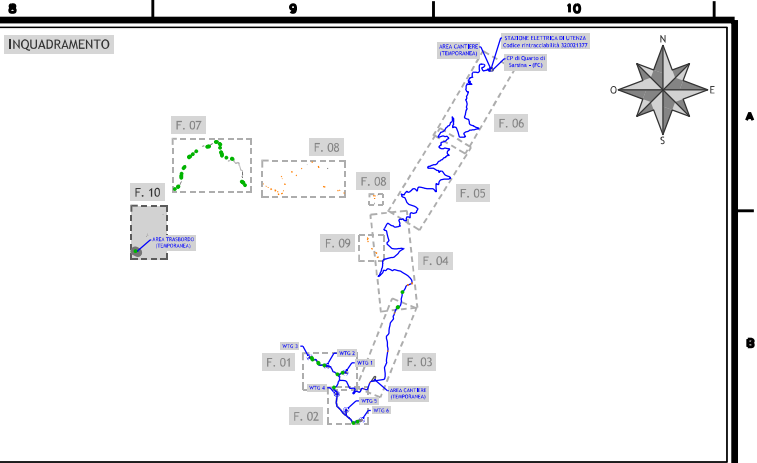 8
9
10
INQUADRAMENTO
AREA CANTIERE
(TEMPORANEA)
STAZIONE ELETTRICA DI UTENZA
Codice rintracciabilità 320021377
CP di Quarto di
Sarsina - (FC)
N
O
E
S
A
F. 07
F. 08
F. 06
F. 08
F. 05
F. 10
AREA TRASBORDO
(TEMPORANEA)
F. 09
F. 04
B
WTG 3
WTG 2
WTG 1
F. 01
F. 03
WTG 4
AREA CANTIERE
(TEMPORANEA)
WTG 5
WTG 6
F. 02